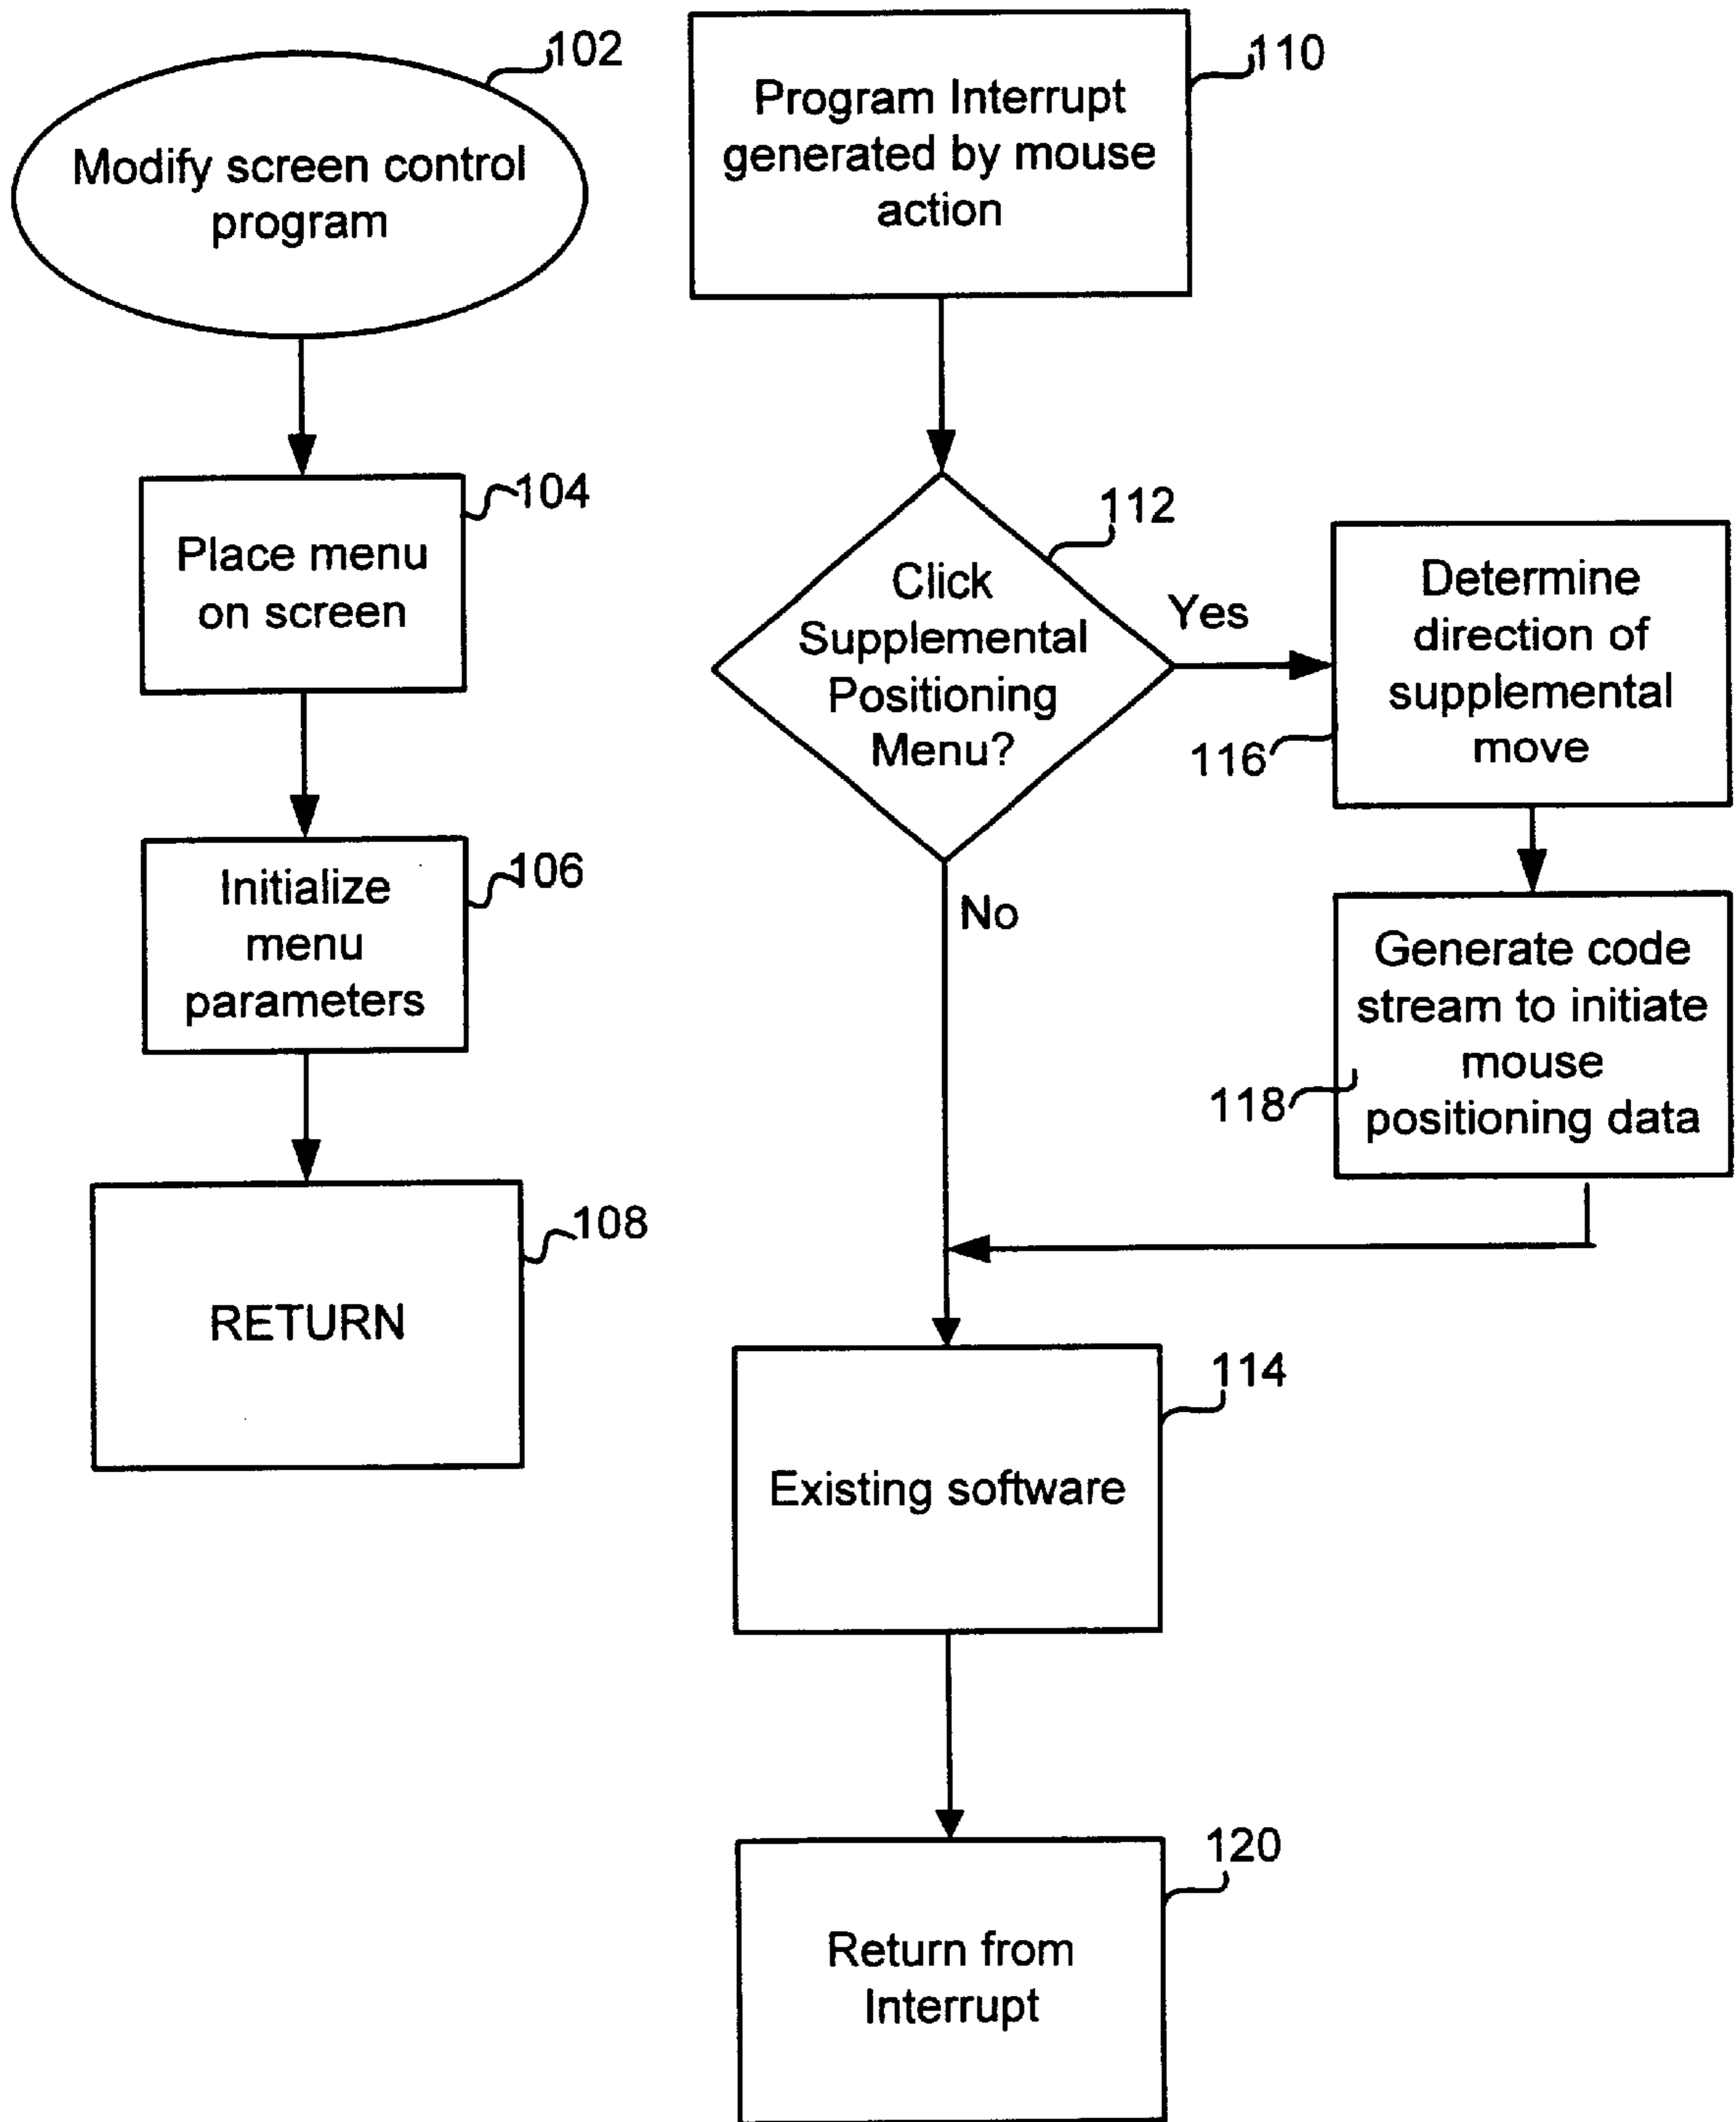 102
Modify screen control
program
104
Place menu
on screen
106
Initialize
menu
parameters
108
RETURN
110
Program Interrupt
generated by mouse
action
112
Click
Supplemental
Positioning
Menu?
Yes
No
116
Determine
direction of
supplemental
move
118
Generate code
stream to initiate
mouse
positioning data
114
Existing software
120
Return from
Interrupt